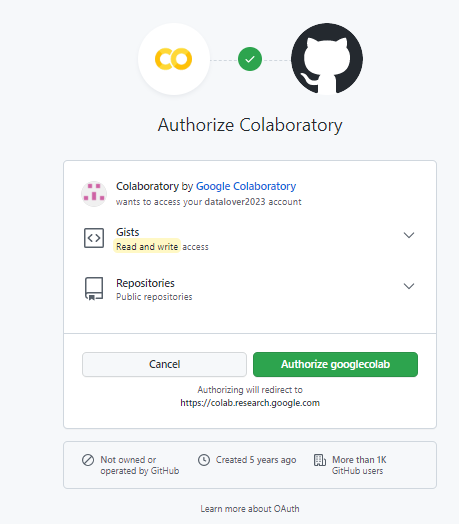 Authorize Colaboratory
Colaboratory by Google Colaboratory
wants to access your datalover2023 account
Gists
Read and write access
Repositories
Public repositories
Cancel
Authorize googlecolab
Authorizing will redirect to
https://colab.research.google.com
Not owned or
operated by GitHub
Created 5 years ago
More than 1K
GitHub users
Learn more about OAuth